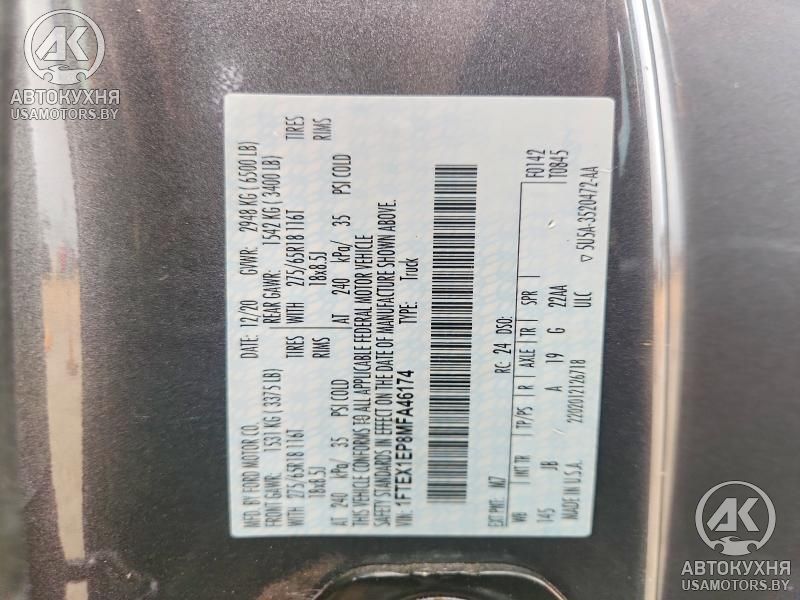 АК
АВТОКУХНЯ
USAMOTORS.BY
MFD. BY FORD MOTOR CO.
DATE: 12/20 GVWR: 2948 KG (6500 LB)
FRONT GAWR: 1531 KG (3375 LB) REAR GAWR: 1542 KG (3400 LB)
WITH 275/65R18 116T TIRES WITH 275/65R18 116T TIRES
18x8.5J RIMS 18x8.5J RIMS
AT 240 kPa/ 35 PSI COLD AT 240 kPa/ 35 PSI COLD
THIS VEHICLE CONFORMS TO ALL APPLICABLE FEDERAL MOTOR VEHICLE
SAFETY STANDARDS IN EFFECT ON THE DATE OF MANUFACTURE SHOWN ABOVE.
VIN: 1FTEX1EP8MFA46174 TYPE: Truck
F0142
T0845
EXT PNT: M7 RC: 24 DSO:
WB INT TR TP/PS R AXLE TR SPR
145 JB A 19 G 22AA
MADE IN U.S.A. 2202012126718 ULC
5U5A-3520472-AA
АК
АВТОКУХНЯ
USAMOTORS.BY